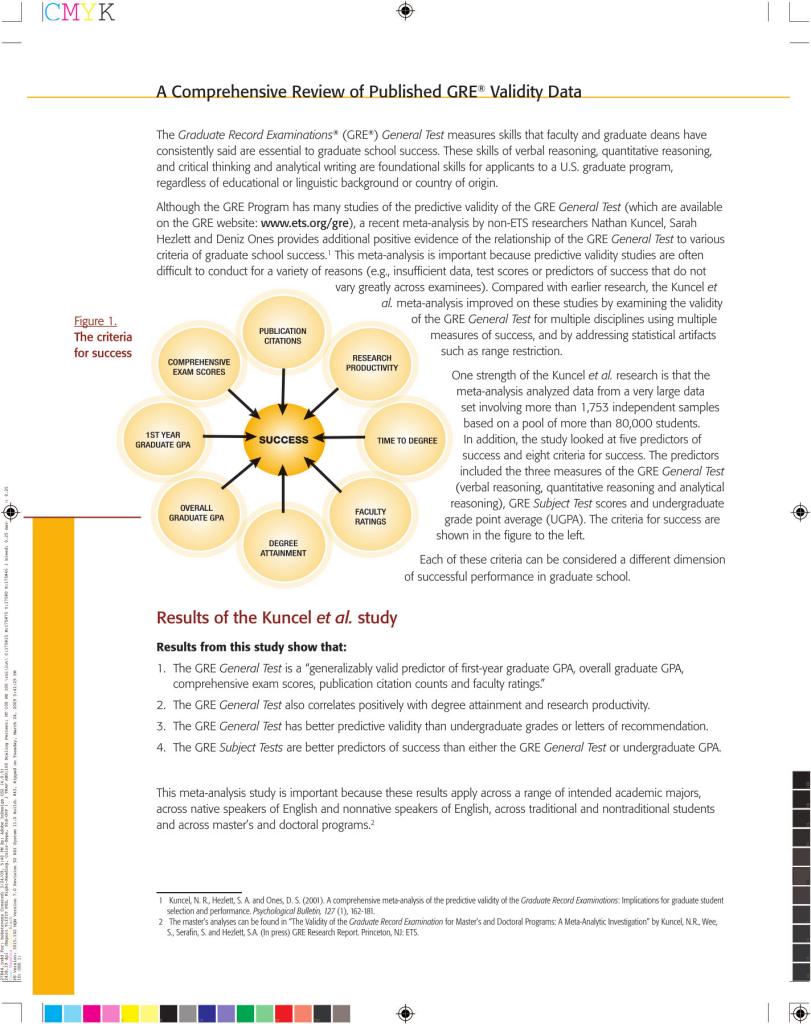 CMYK
A Comprehensive Review of Published GRE® Validity Data
The Graduate Record Examinations® (GRE®) General Test measures skills that faculty and graduate deans have
consistently said are essential to graduate school success. These skills of verbal reasoning, quantitative reasoning,
and critical thinking and analytical writing are foundational skills for applicants to a U.S. graduate program,
regardless of educational or linguistic background or country of origin.
Although the GRE Program has many studies of the predictive validity of the GRE General Test (which are available
on the GRE website: www.ets.org/gre), a recent meta-analysis by non-ETS researchers Nathan Kuncel, Sarah
Hezlett and Deniz Ones provides additional positive evidence of the relationship of the GRE General Test to various
criteria of graduate school success.1 This meta-analysis is important because predictive validity studies are often
difficult to conduct for a variety of reasons (e.g., insufficient data, test scores or predictors of success that do not
vary greatly across examinees). Compared with earlier research, the Kuncel et
al. meta-analysis improved on these studies by examining the validity
of the GRE General Test for multiple disciplines using multiple
measures of success, and by addressing statistical artifacts
such as range restriction.
Figure 1.
The criteria
for success
PUBLICATION
CITATIONS
RESEARCH
PRODUCTIVITY
TIME TO DEGREE
FACULTY
RATINGS
DEGREE
ATTAINMENT
OVERALL
GRADUATE GPA
1ST YEAR
GRADUATE GPA
COMPREHENSIVE
EXAM SCORES
SUCCESS
One strength of the Kuncel et al. research is that the
meta-analysis analyzed data from a very large data
set involving more than 1,753 independent samples
based on a pool of more than 80,000 students.
In addition, the study looked at five predictors of
success and eight criteria for success. The predictors
included the three measures of the GRE General Test
(verbal reasoning, quantitative reasoning and analytical
reasoning), GRE Subject Test scores and undergraduate
grade point average (UGPA). The criteria for success are
shown in the figure to the left.
Each of these criteria can be considered a different dimension
of successful performance in graduate school.
Results of the Kuncel et al. study
Results from this study show that:
1. The GRE General Test is a “generalizably valid predictor of first-year graduate GPA, overall graduate GPA,
comprehensive exam scores, publication citation counts and faculty ratings.”
2. The GRE General Test also correlates positively with degree attainment and research productivity.
3. The GRE General Test has better predictive validity than undergraduate grades or letters of recommendation.
4. The GRE Subject Tests are better predictors of success than either the GRE General Test or undergraduate GPA.
This meta-analysis study is important because these results apply across a range of intended academic majors,
across native speakers of English and nonnative speakers of English, across traditional and nontraditional students
and across master’s and doctoral programs.2
1 Kuncel, N. R., Hezlett, S. A. and Ones, D. S. (2001). A comprehensive meta-analysis of the predictive validity of the Graduate Record Examinations: Implications for graduate student
selection and performance. Psychological Bulletin, 127 (1), 162-181.
2 The master’s analyses can be found in “The Validity of the Graduate Record Examination for Master’s and Doctoral Programs: A Meta-Analytic Investigation” by Kuncel, N.R., Wee,
S., Serafin, S. and Hezlett, S.A. (In press) GRE Research Report. Princeton, NJ: ETS.